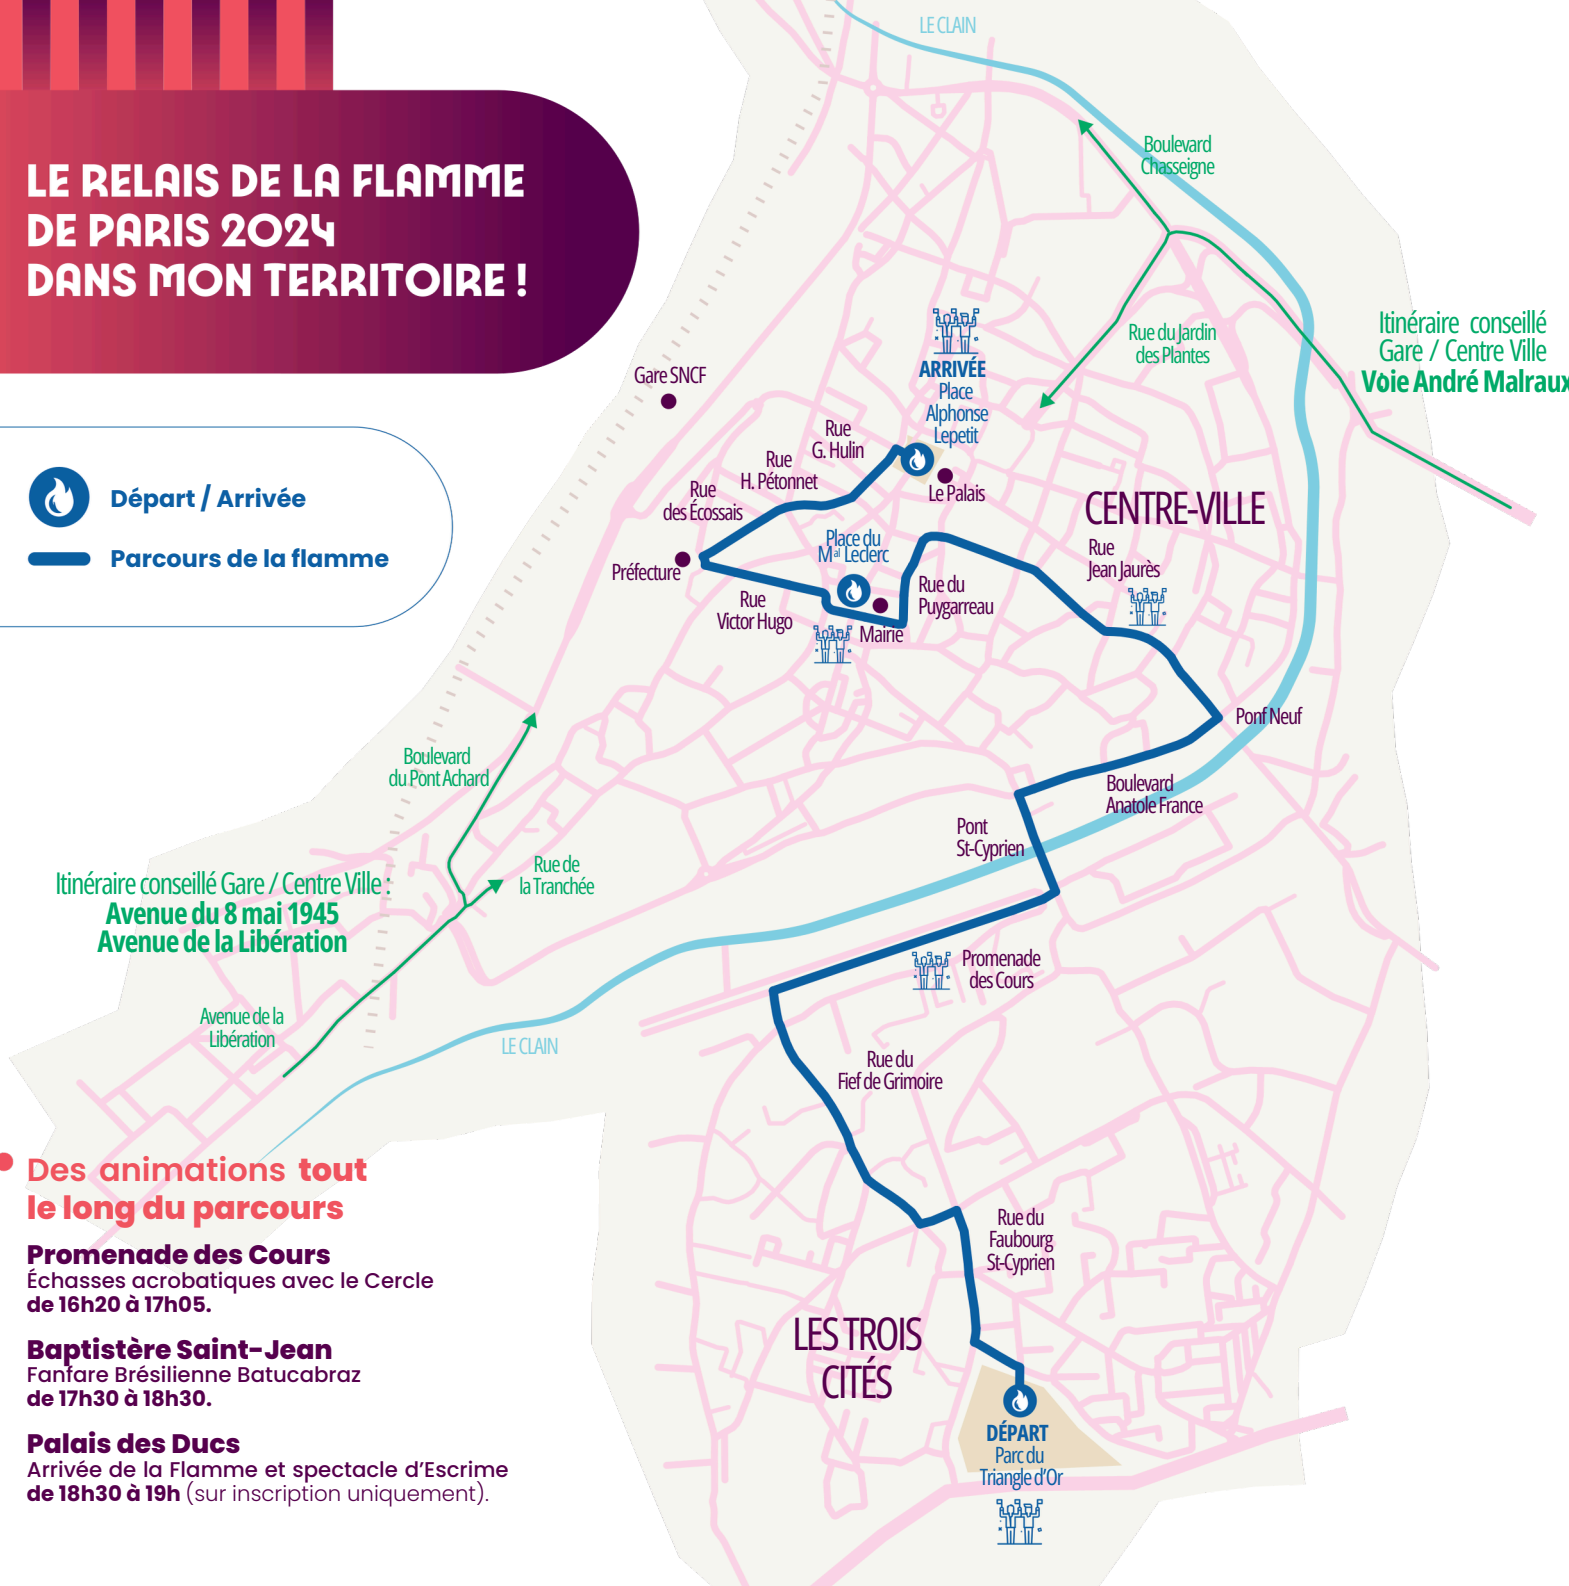 LE RELAIS DE LA FLAMME
DE PARIS 2024
DANS MON TERRITOIRE !
Départ / Arrivée
Parcours de la flamme
LE CLAIN
Boulevard
Chasseigne
Rue du Jardin
des Plantes
Itinéraire conseillé
Gare / Centre Ville
Voie André Malraux
Gare SNCF
ARRIVÉE
Place
Alphonse
Lepetit
Rue
G. Hulin
Rue
H. Pétonnet
Rue
des Écossais
Le Palais
CENTRE-VILLE
Place du
Mal Leclerc
Rue
Jean Jaurès
Préfecture
Rue
Victor Hugo
Mairie
Rue du
Puygarreau
Ponf Neuf
Boulevard
du Pont Achard
Boulevard
Anatole France
Pont
St-Cyprien
Rue de
la Tranchée
Itinéraire conseillé Gare / Centre Ville :
Avenue du 8 mai 1945
Avenue de la Libération
Promenade
des Cours
Avenue de la
Libération
LE CLAIN
Rue du
Fief de Grimoire
Rue du
Faubourg
St-Cyprien
LES TROIS
CITÉS
DÉPART
Parc du
Triangle d'Or
Des animations tout
le long du parcours
Promenade des Cours
Échasses acrobatiques avec le Cercle
de 16h20 à 17h05.
Baptistère Saint-Jean
Fanfare Brésilienne Batucabraz
de 17h30 à 18h30.
Palais des Ducs
Arrivée de la Flamme et spectacle d'Escrime
de 18h30 à 19h (sur inscription uniquement).